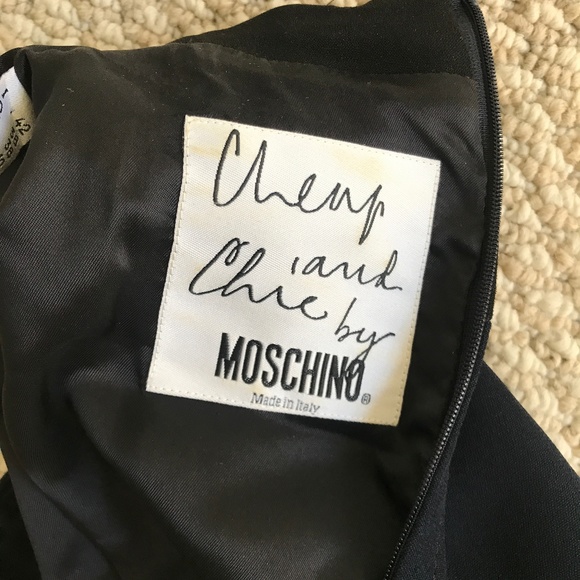 Cheap
and
Chic by
MOSCHINO®
Made in Italy